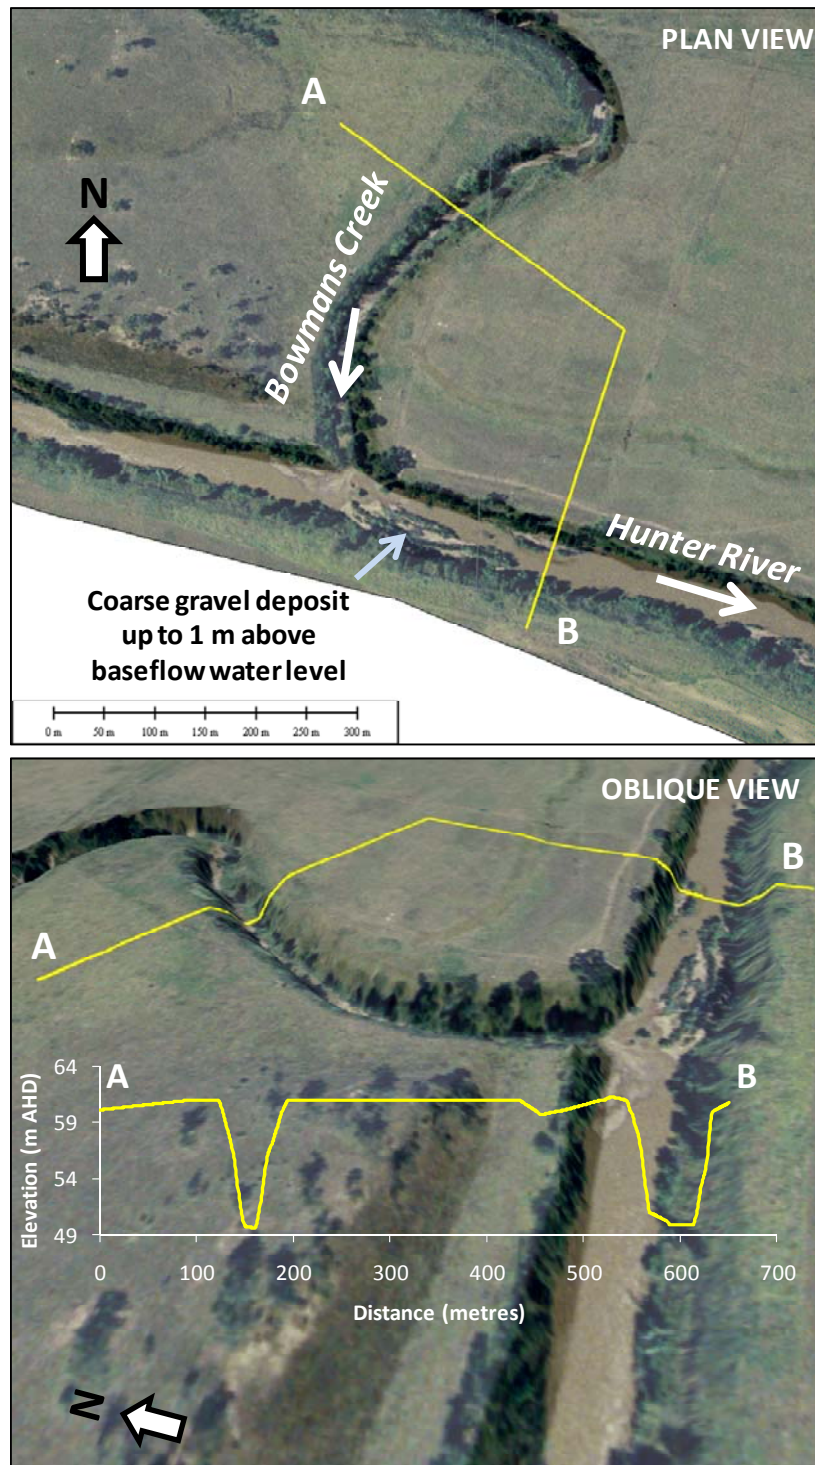 PLAN VIEW
A
N
Bowmans Creek
Hunter River
B
Coarse gravel deposit
up to 1 m above
baseflow water level
0 m 50 m 100 m 150 m 200 m 250 m 300 m
OBLIQUE VIEW
B
A
A
B
Elevation (m AHD)
64
59
54
49
0 100 200 300 400 500 600 700
Distance (metres)
N